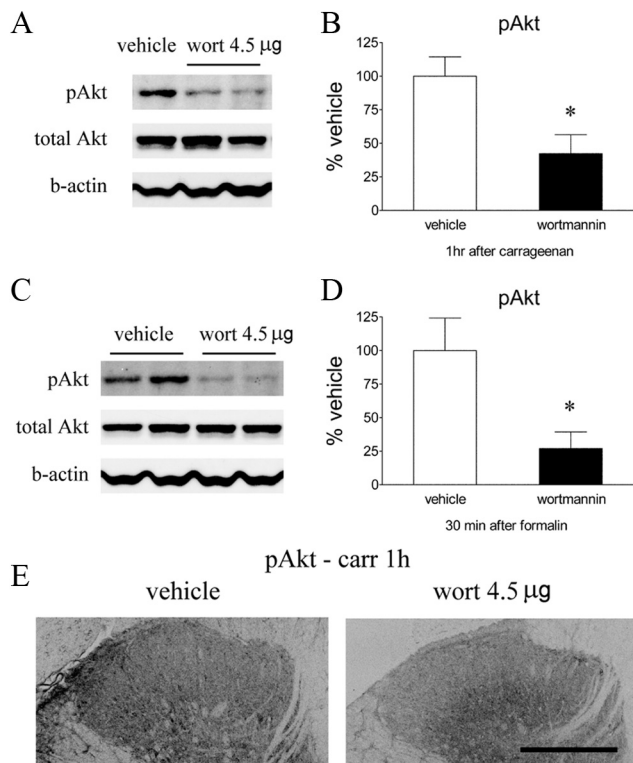 A
vehicle wort 4.5 μg
pAkt
total Akt
b-actin
B
pAkt
% vehicle
125
100
75
50
25
0
*
vehicle wortmannin
1hr after carrageenan
C
vehicle wort 4.5 μg
pAkt
total Akt
b-actin
D
pAkt
% vehicle
125
100
75
50
25
0
*
vehicle wortmannin
30 min after formalin
E
pAkt - carr 1h
vehicle wort 4.5 μg